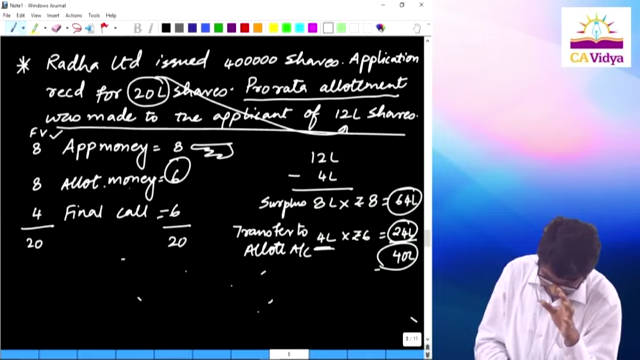 Note1 - Windows Journal
File Edit View Insert Actions Tools Help
* Radha Ltd issued 400000 shares. Application
recd for 20L shares. Prorata allotment
was made to the applicant of 12L shares.
FV
8 App money = 8
8 Allot. money = 6
4 Final call = 6
20 20
12L
- 4L
Surplus 8L x ₹8 = 64L
Transfer to 4L x ₹6 = 24L
Allott A/C
= 40L
CA Vidya
8 / 11